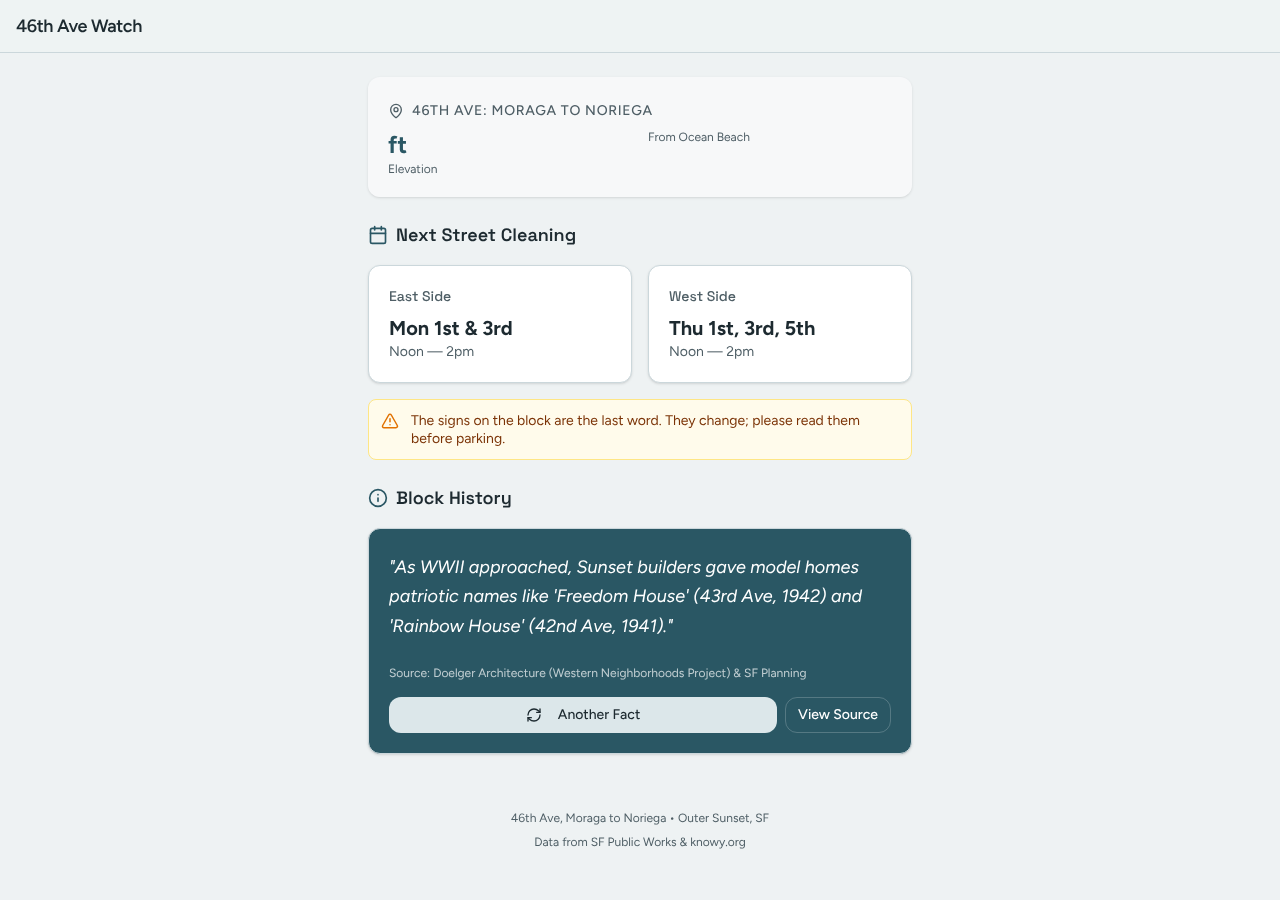 46th Ave Watch
46TH AVE: MORAGA TO NORIEGA
ft
Elevation
From Ocean Beach
Next Street Cleaning
East Side
Mon 1st & 3rd
Noon — 2pm
West Side
Thu 1st, 3rd, 5th
Noon — 2pm
The signs on the block are the last word. They change; please read them
before parking.
Block History
"As WWII approached, Sunset builders gave model homes
patriotic names like 'Freedom House' (43rd Ave, 1942) and
'Rainbow House' (42nd Ave, 1941)."
Source: Doelger Architecture (Western Neighborhoods Project) & SF Planning
Another Fact
View Source
46th Ave, Moraga to Noriega • Outer Sunset, SF
Data from SF Public Works & knowy.org